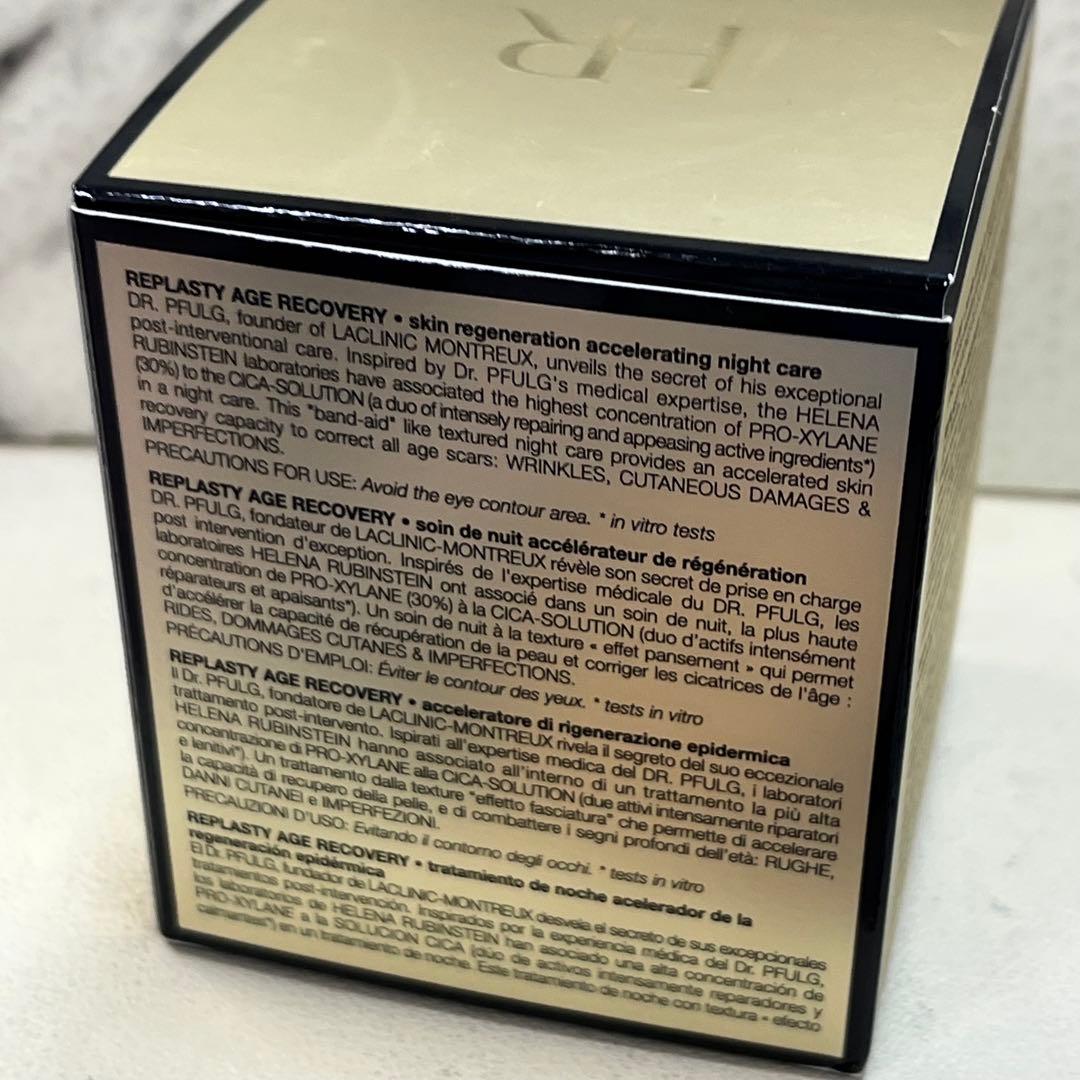 HR
REPLASTY AGE RECOVERY • skin regeneration accelerating night care
DR. PFULG, founder of LACLINIC MONTREUX, unveils the secret of his exceptional
post-interventional care. Inspired by Dr. PFULG's medical expertise, the HELENA
RUBINSTEIN laboratories have associated the highest concentration of PRO-XYLANE
(30%) to the CICA-SOLUTION (a duo of intensely repairing and appeasing active ingredients*)
in a night care. This "band-aid" like textured night care provides an accelerated skin
recovery capacity to correct all age scars: WRINKLES, CUTANEOUS DAMAGES &
IMPERFECTIONS.
PRECAUTIONS FOR USE: Avoid the eye contour area. * in vitro tests
REPLASTY AGE RECOVERY • soin de nuit accélérateur de régénération
DR. PFULG, fondateur de LACLINIC-MONTREUX révèle son secret de prise en charge
post intervention d'exception. Inspirés de l'expertise médicale du DR. PFULG, les
laboratoires HELENA RUBINSTEIN ont associé dans un soin de nuit, la plus haute
concentration de PRO-XYLANE (30%) à la CICA-SOLUTION (duo d'actifs intensément
réparateurs et apaisants*). Un soin de nuit à la texture « effet pansement » qui permet
d'accélérer la capacité de récupération de la peau et corriger les cicatrices de l'âge :
RIDES, DOMMAGES CUTANES & IMPERFECTIONS.
PRÉCAUTIONS D'EMPLOI: Éviter le contour des yeux. * tests in vitro
REPLASTY AGE RECOVERY • acceleratore di rigenerazione epidermica
Il Dr. PFULG, fondatore de LACLINIC-MONTREUX rivela il segreto del suo eccezionale
trattamento post-intervento. Ispirati all'expertise medica del DR. PFULG, i laboratori
HELENA RUBINSTEIN hanno associato all'interno di un trattamento la più alta
concentrazione di PRO-XYLANE alla CICA-SOLUTION (due attivi intensamente riparatori
e lenitivi*). Un trattamento dalla texture "effetto fasciatura" che permette di accelerare
la capacità di recupero della pelle, e di combattere i segni profondi dell'età: RUGHE,
DANNI CUTANEI e IMPERFEZIONI.
PRECAUZIONI D'USO: Evitando il contorno degli occhi. * tests in vitro
REPLASTY AGE RECOVERY • tratamiento de noche acelerador de la
regeneración epidérmica
El Dr. PFULG, fundador de LACLINIC-MONTREUX desvela el secreto de sus excepcionales
tratamientos post-intervención. Inspirados por la experiencia médica del Dr. PFULG,
los laboratorios de HELENA RUBINSTEIN han asociado una alta concentración de
PRO-XYLANE a la SOLUCION CICA (dúo de activos intensamente reparadores y
calmantes*) en un tratamiento de noche. Este tratamiento de noche con textura « efecto